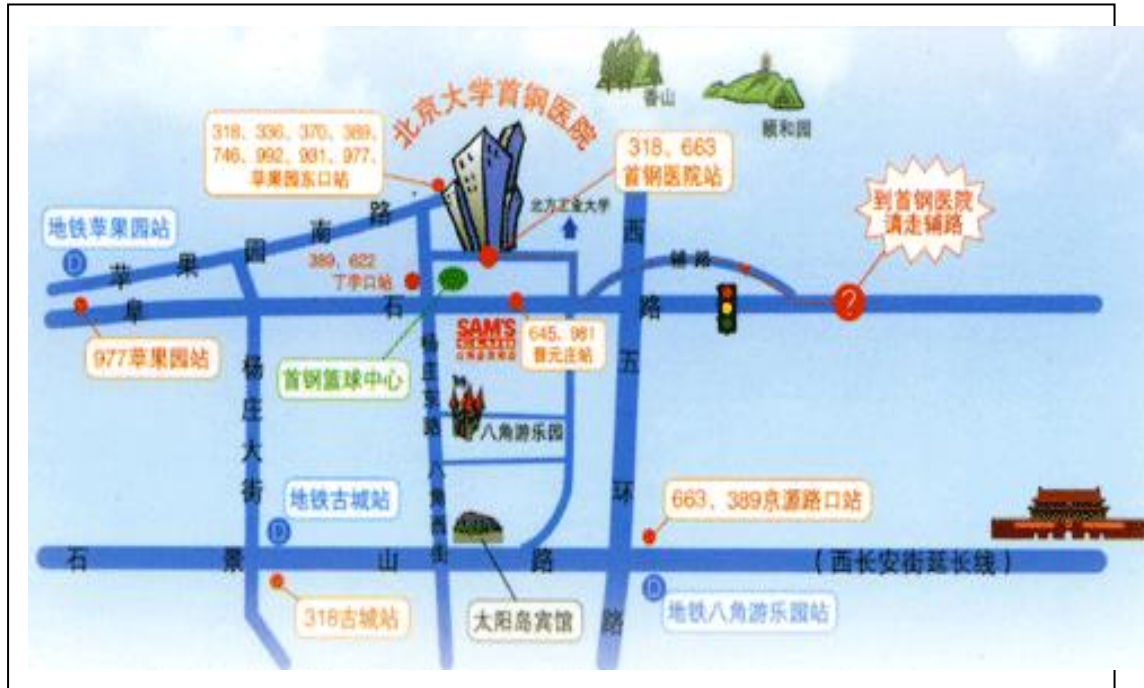 北京大学首钢医院
香山
颐和园
318、336、370、389、
746、992、931、977、
苹果园东口站
318、663
首钢医院站
北方工业大学
到首钢医院
请走辅路
地铁苹果园站
苹果园南路
389、622
丁字口站
西五环路
辅路
?
阜石路
977苹果园站
SAM'S
645、981
晋元庄站
首钢篮球中心
杨庄大街
杨庄东路
八角西街
八角游乐园
地铁古城站
663、389京源路口站
石景山路
(西长安街延长线)
318古城站
太阳岛宾馆
地铁八角游乐园站